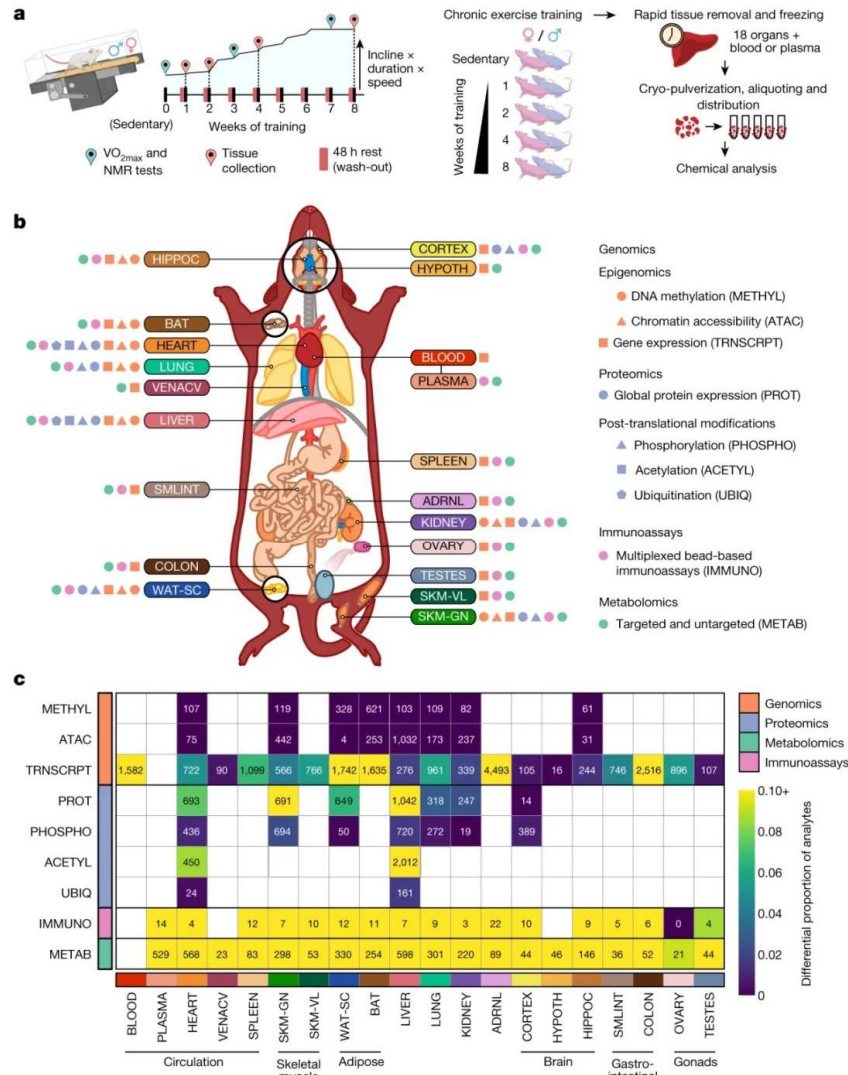 a
Chronic exercise training
Rapid tissue removal and freezing
♀ / ♂
18 organs +
blood or plasma
Incline ×
duration ×
speed
Sedentary
1
2
4
8
Weeks of training
Cryo-pulverization, aliquoting and
distribution
Chemical analysis
0 1 2 3 4 5 6 7 8
(Sedentary)
Weeks of training
VO2max and
NMR tests
Tissue
collection
48 h rest
(wash-out)
b
HIPPOC
BAT
HEART
LUNG
VENACV
LIVER
SMLINT
COLON
WAT-SC
CORTEX
HYPOTH
BLOOD
PLASMA
SPLEEN
ADRNL
KIDNEY
OVARY
TESTES
SKM-VL
SKM-GN
Genomics
Epigenomics
DNA methylation (METHYL)
Chromatin accessibility (ATAC)
Gene expression (TRNSCRPT)
Proteomics
Global protein expression (PROT)
Post-translational modifications
Phosphorylation (PHOSPHO)
Acetylation (ACETYL)
Ubiquitination (UBIQ)
Immunoassays
Multiplexed bead-based
immunoassays (IMMUNO)
Metabolomics
Targeted and untargeted (METAB)
c
METHYL 107 119 328 621 103 109 82 61
ATAC 75 442 4 253 1,032 173 237 31
TRNSCRPT 1,582 722 90 1,099 566 766 1,742 1,635 276 961 339 4,493 105 16 244 746 2,516 896 107
PROT 693 691 649 1,042 318 247 14
PHOSPHO 436 694 50 720 272 19 389
ACETYL 450 2,012
UBIQ 24 161
IMMUNO 14 4 12 7 10 12 11 7 9 3 22 10 9 5 6 0 4
METAB 529 568 23 83 298 53 330 254 598 301 220 89 44 46 146 36 52 21 44
BLOOD PLASMA HEART VENACV SPLEEN SKM-GN SKM-VL WAT-SC BAT LIVER LUNG KIDNEY ADRNL CORTEX HYPOTH HIPPOC SMLINT COLON OVARY TESTES
Circulation Skeletal Adipose Brain Gastro- Gonads
Genomics
Proteomics
Metabolomics
Immunoassays
0.10+
0.08
0.06
0.04
0.02
0
Differential proportion of analytes